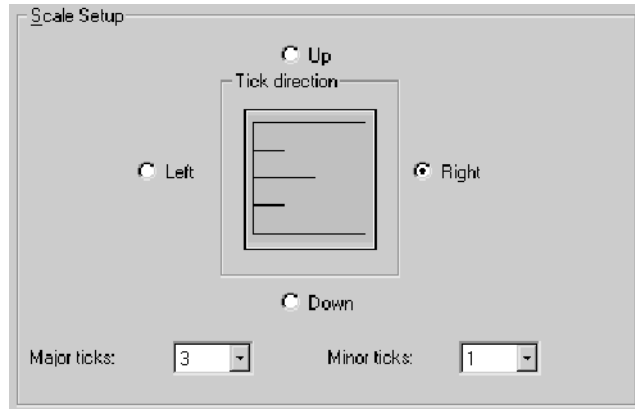 Scale Setup
Up
Tick direction
Left
Right
Down
Major ticks: 3 Minor ticks: 1